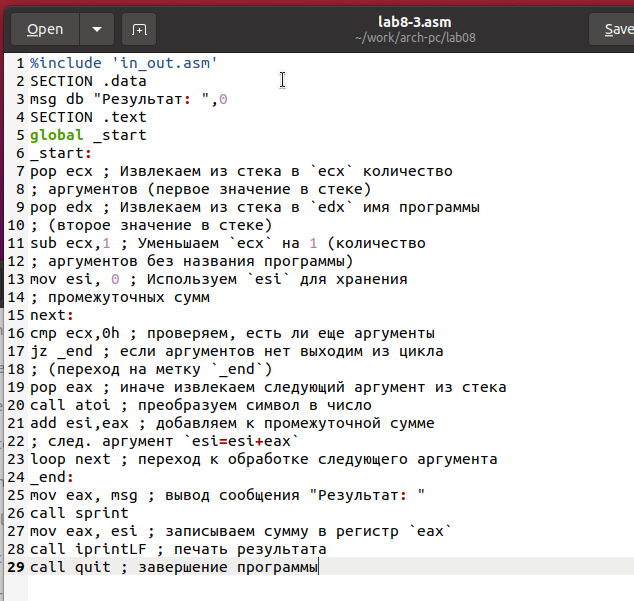 Open
lab8-3.asm
~/work/arch-pc/lab08
Save
1 %include 'in_out.asm'
2 SECTION .data
3 msg db "Результат: ",0
4 SECTION .text
5 global _start
6 _start:
7 pop ecx ; Извлекаем из стека в `ecx` количество
8 ; аргументов (первое значение в стеке)
9 pop edx ; Извлекаем из стека в `edx` имя программы
10 ; (второе значение в стеке)
11 sub ecx,1 ; Уменьшаем `ecx` на 1 (количество
12 ; аргументов без названия программы)
13 mov esi, 0 ; Используем `esi` для хранения
14 ; промежуточных сумм
15 next:
16 cmp ecx,0h ; проверяем, есть ли еще аргументы
17 jz _end ; если аргументов нет выходим из цикла
18 ; (переход на метку `_end`)
19 pop eax ; иначе извлекаем следующий аргумент из стека
20 call atoi ; преобразуем символ в число
21 add esi,eax ; добавляем к промежуточной сумме
22 ; след. аргумент `esi=esi+eax`
23 loop next ; переход к обработке следующего аргумента
24 _end:
25 mov eax, msg ; вывод сообщения "Результат: "
26 call sprint
27 mov eax, esi ; записываем сумму в регистр `eax`
28 call iprintLF ; печать результата
29 call quit ; завершение программы